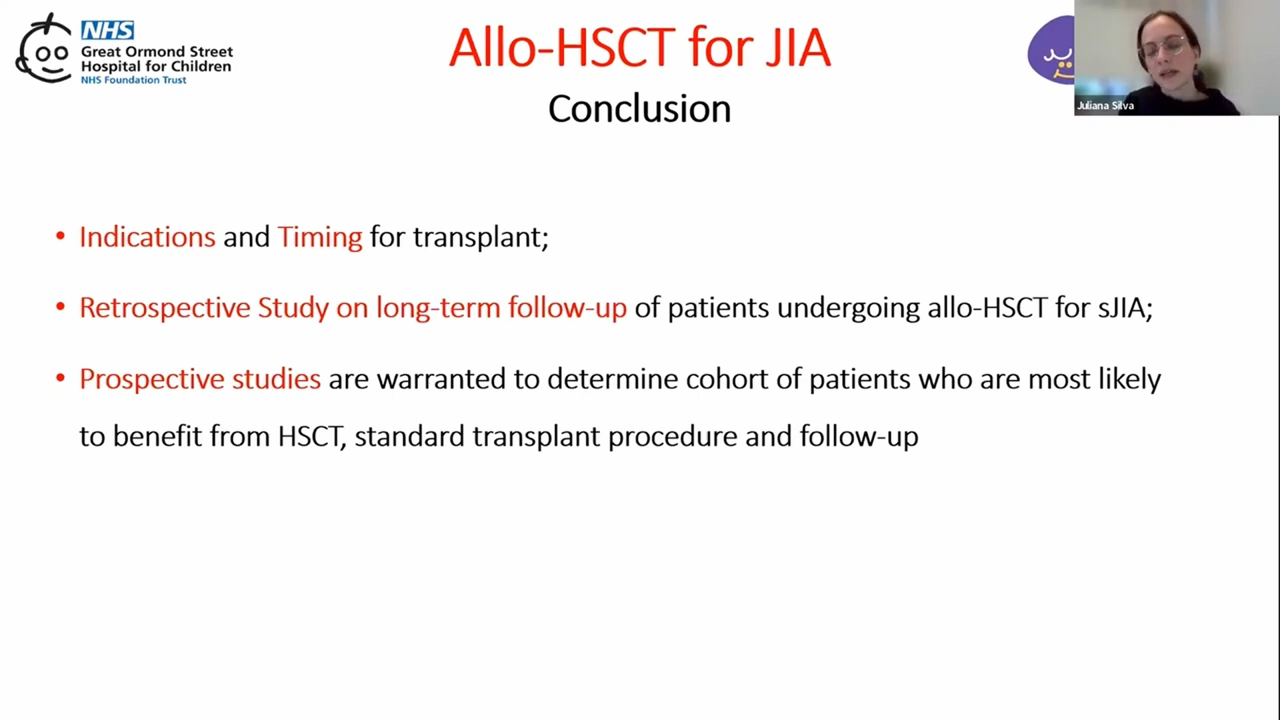 NHS
Great Ormond Street
Hospital for Children
NHS Foundation Trust
Allo-HSCT for JIA
Conclusion
Juliana Silva
• Indications and Timing for transplant;
• Retrospective Study on long-term follow-up of patients undergoing allo-HSCT for sJIA;
• Prospective studies are warranted to determine cohort of patients who are most likely
to benefit from HSCT, standard transplant procedure and follow-up